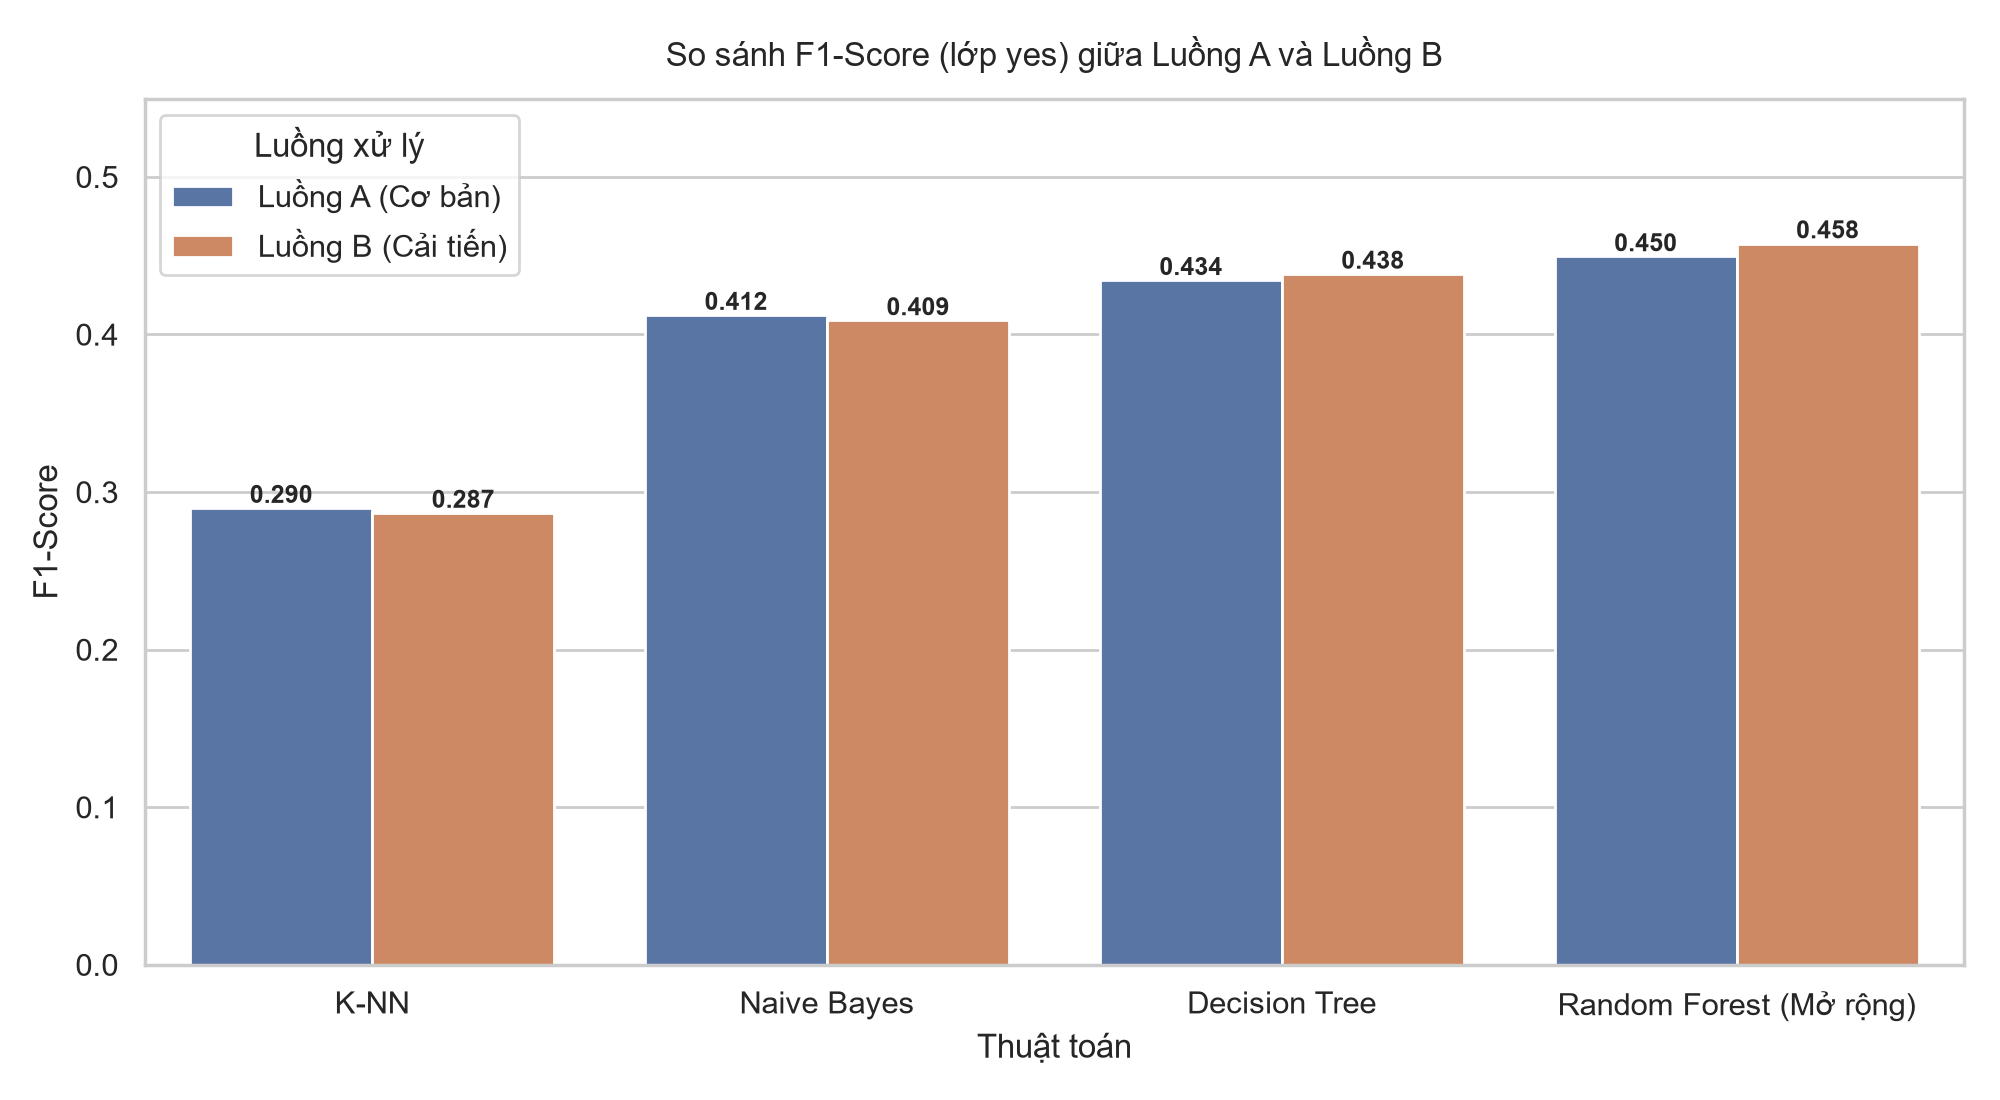 So sánh F1-Score (lớp yes) giữa Luồng A và Luồng B
Luồng xử lý
Luồng A (Cơ bản)
Luồng B (Cải tiến)
F1-Score
0.5
0.4
0.3
0.2
0.1
0.0
0.290
0.287
0.412
0.409
0.434
0.438
0.450
0.458
K-NN
Naive Bayes
Decision Tree
Random Forest (Mở rộng)
Thuật toán